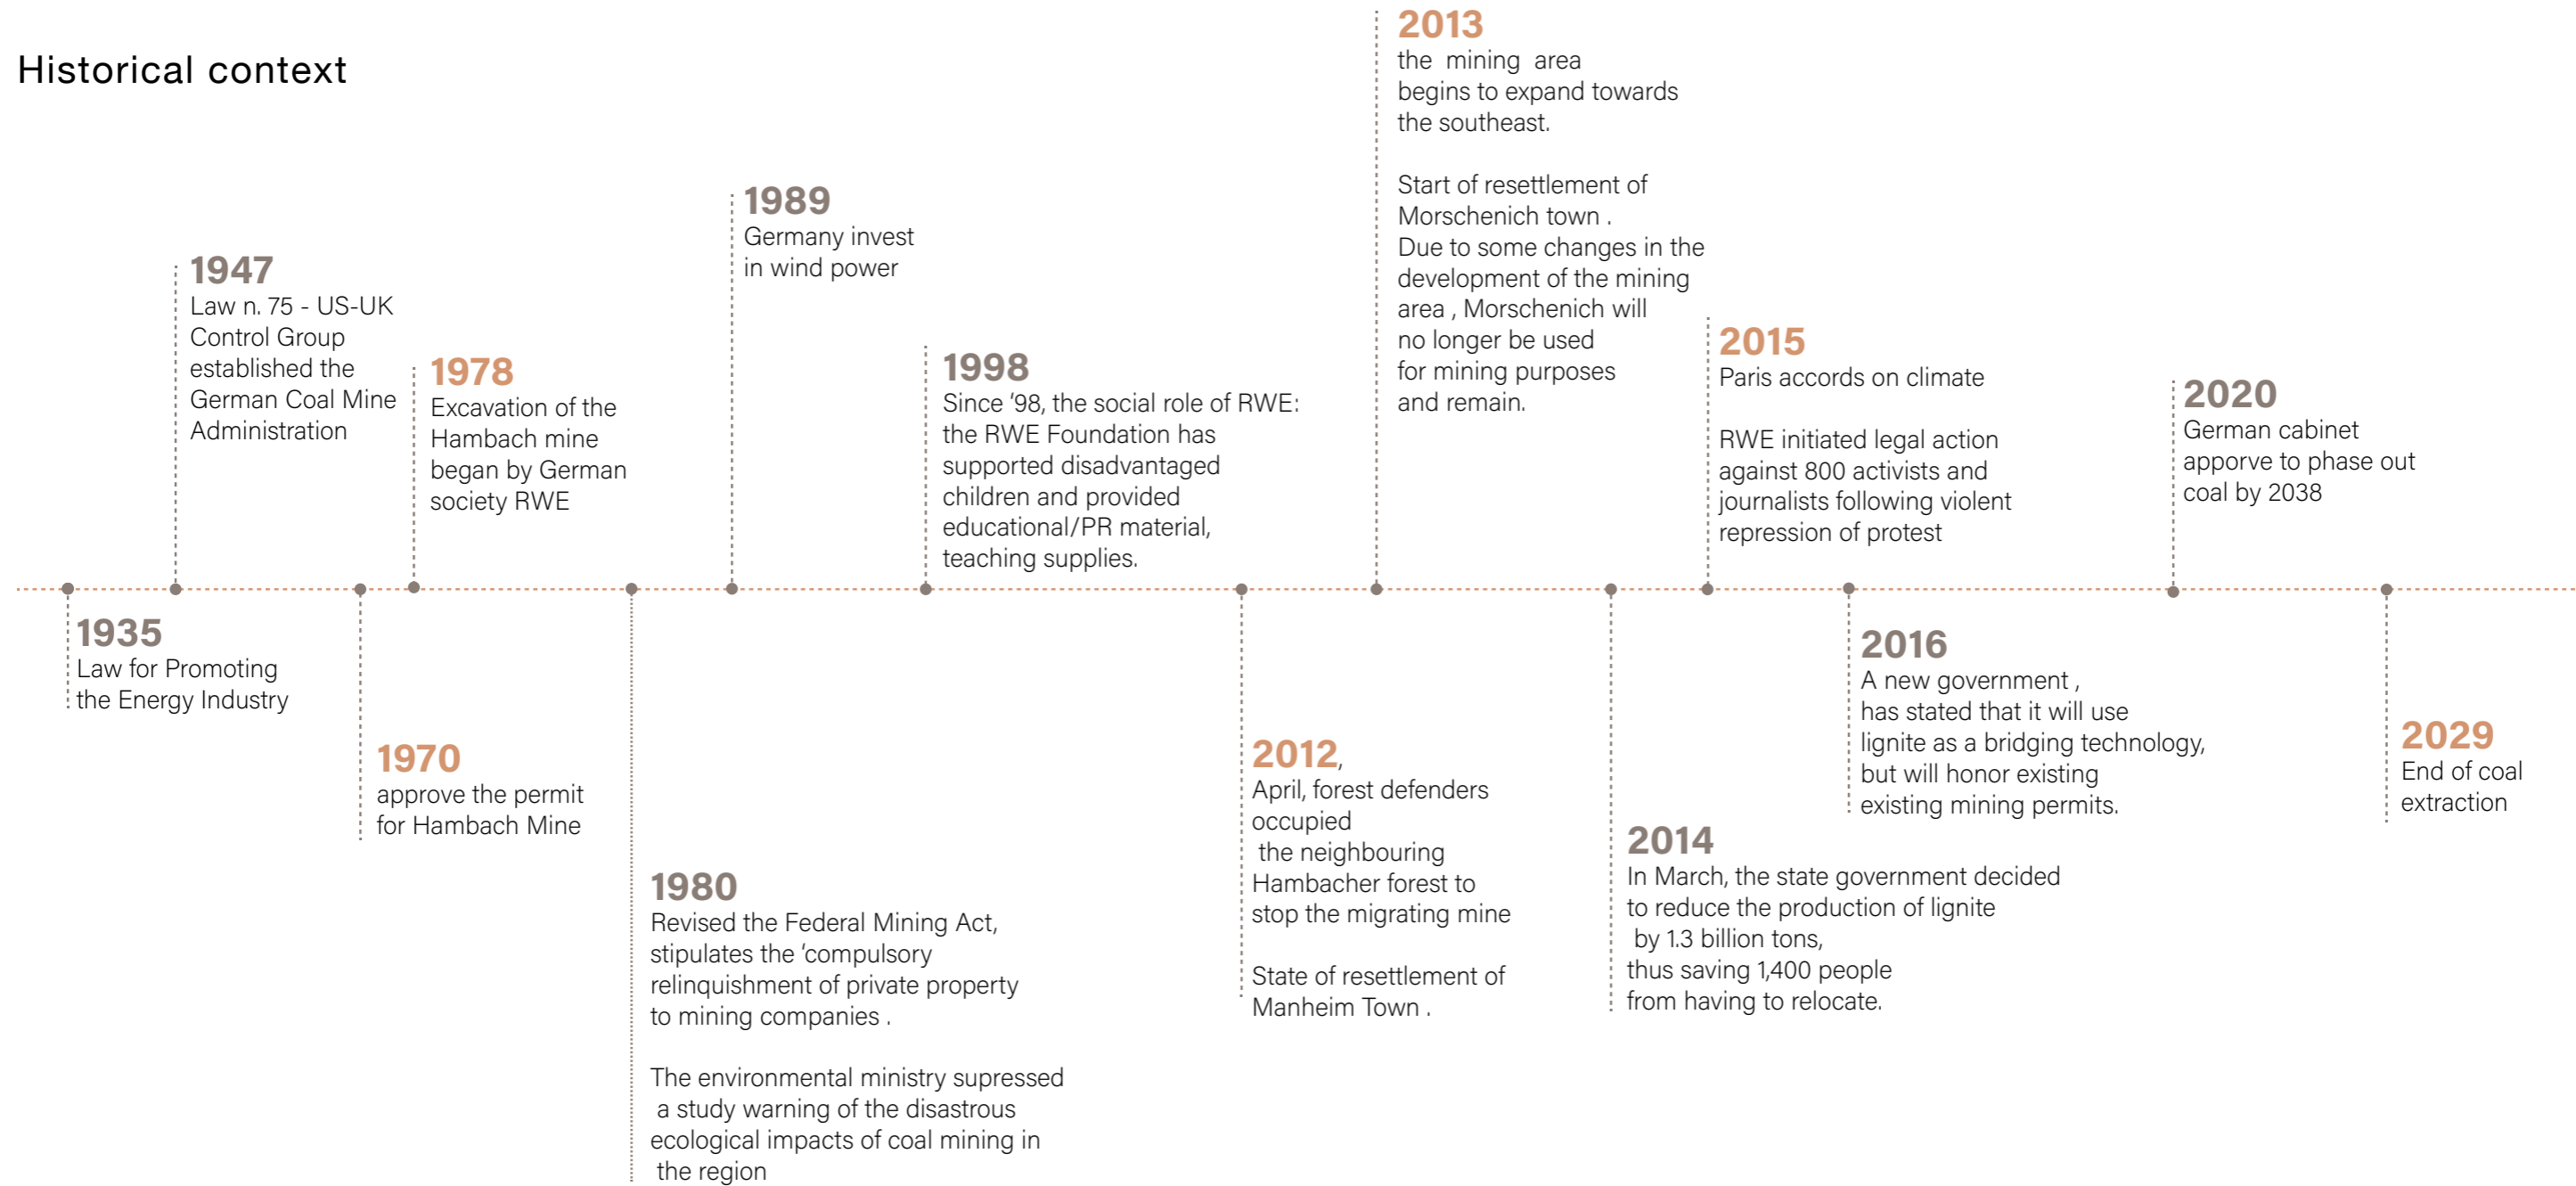 Historical context
1935
Law for Promoting
the Energy Industry
1947
Law n. 75 - US-UK
Control Group
established the
German Coal Mine
Administration
1970
approve the permit
for Hambach Mine
1978
Excavation of the
Hambach mine
began by German
society RWE
1980
Revised the Federal Mining Act,
stipulates the ‘compulsory
relinquishment of private property
to mining companies .
The environmental ministry supressed
a study warning of the disastrous
ecological impacts of coal mining in
the region
1989
Germany invest
in wind power
1998
Since ’98, the social role of RWE:
the RWE Foundation has
supported disadvantaged
children and provided
educational/PR material,
teaching supplies.
2012,
April, forest defenders
occupied
the neighbouring
Hambacher forest to
stop the migrating mine
State of resettlement of
Manheim Town .
2013
the mining area
begins to expand towards
the southeast.
Start of resettlement of
Morschenich town .
Due to some changes in the
development of the mining
area , Morschenich will
no longer be used
for mining purposes
and remain.
2014
In March, the state government decided
to reduce the production of lignite
by 1.3 billion tons,
thus saving 1,400 people
from having to relocate.
2015
Paris accords on climate
RWE initiated legal action
against 800 activists and
journalists following violent
repression of protest
2016
A new government ,
has stated that it will use
lignite as a bridging technology,
but will honor existing
existing mining permits.
2020
German cabinet
apporve to phase out
coal by 2038
2029
End of coal
extraction